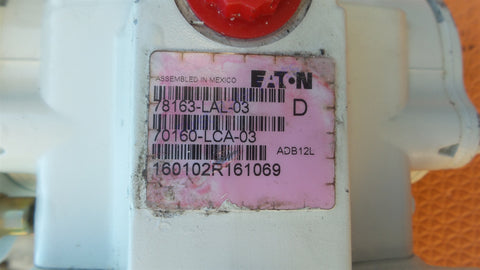 ASSEMBLED IN MEXICO EATON
78163-LAL-03 D
70160-LCA-03
ADB12L
160102R161069